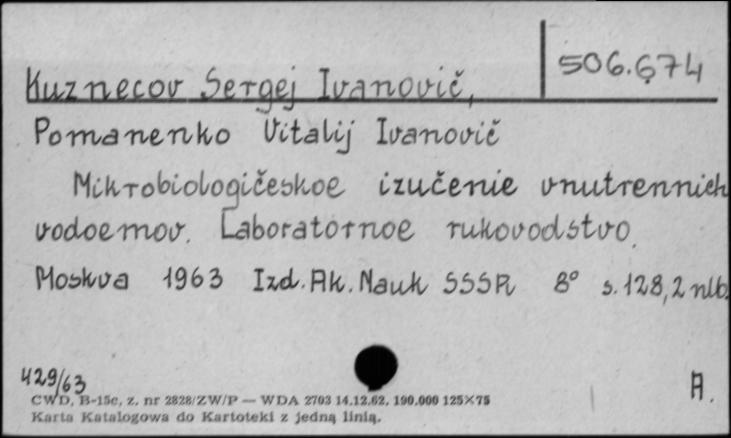 506.674
Kuznecov Sergej Ivanovič,
Pomanenko Vitalij Ivanovič
Mikrobiologičeskoe izučenie vnutrennich
vodoemov. Laboratornoe rukovodstvo.
Moskva 1963 Izd. Ak. Nauk SSSR 8° s. 128, 2 nlb.
429/63
A.
CWD, B-15c, z. nr 2828/ZW/P — WDA 2703 14.12.62. 190.000 125×75
Karta Katalogowa do Kartoteki z jedną linią.